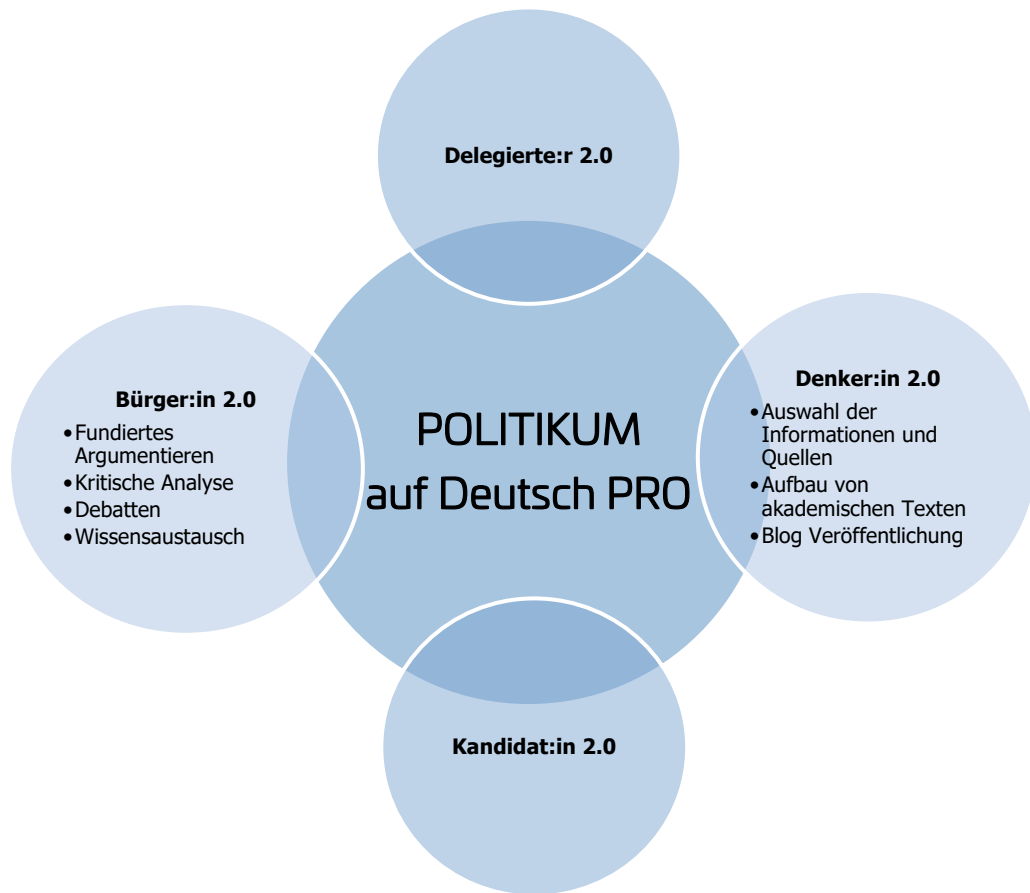 Delegierte:r 2.0
Bürger:in 2.0
•Fundiertes
Argumentieren
•Kritische Analyse
•Debatten
•Wissensaustausch
POLITIKUM
auf Deutsch PRO
Denker:in 2.0
•Auswahl der
Informationen und
Quellen
•Aufbau von
akademischen Texten
•Blog Veröffentlichung
Kandidat:in 2.0